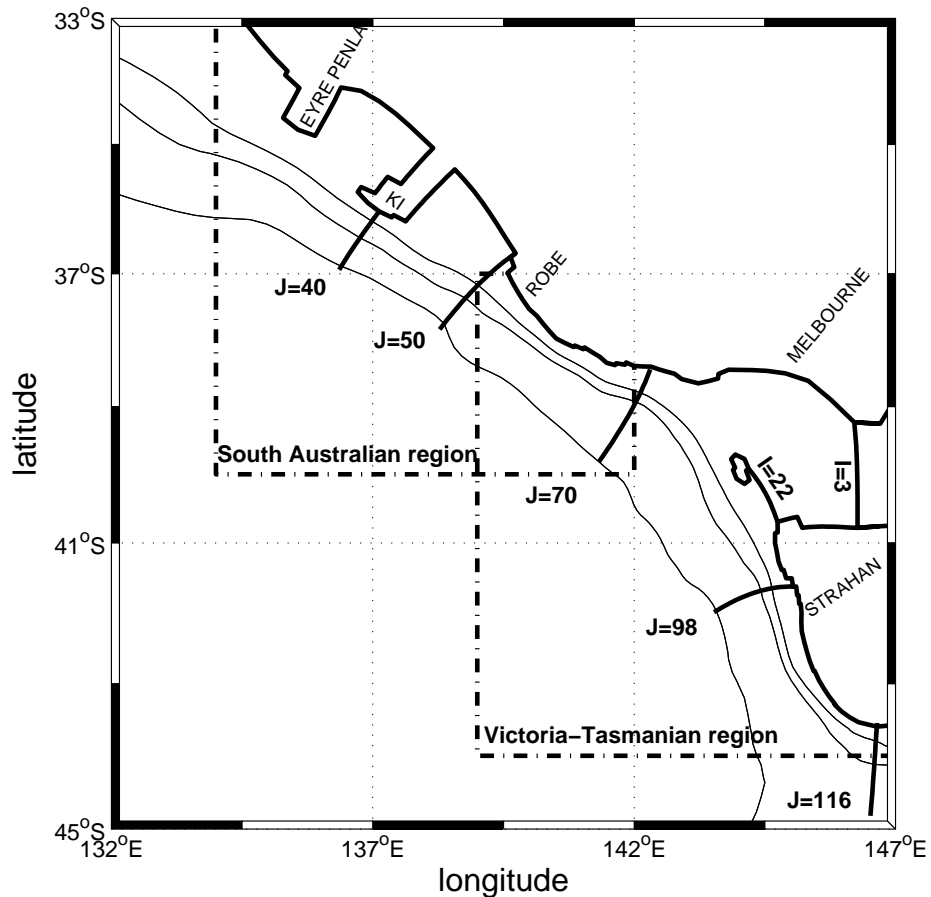 33°S
EYRE PENLA
KI
37°S
J=40
ROBE
MELBOURNE
J=50
latitude
South Australian region
I=22
I=3
J=70
41°S
STRAHAN
J=98
Victoria–Tasmanian region
J=116
45°S
132°E
137°E
142°E
147°E
longitude